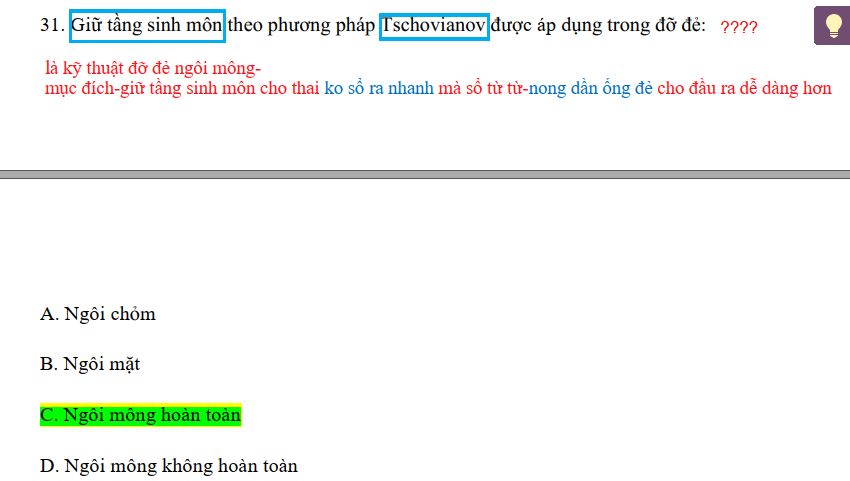 31. Giữ tầng sinh môn theo phương pháp Tschovianov được áp dụng trong đỡ đẻ: ????
là kỹ thuật đỡ đẻ ngôi mông-
mục đích-giữ tầng sinh môn cho thai ko sổ ra nhanh mà sổ từ từ-nong dần ống đẻ cho đầu ra dễ dàng hơn
A. Ngôi chỏm
B. Ngôi mặt
C. Ngôi mông hoàn toàn
D. Ngôi mông không hoàn toàn